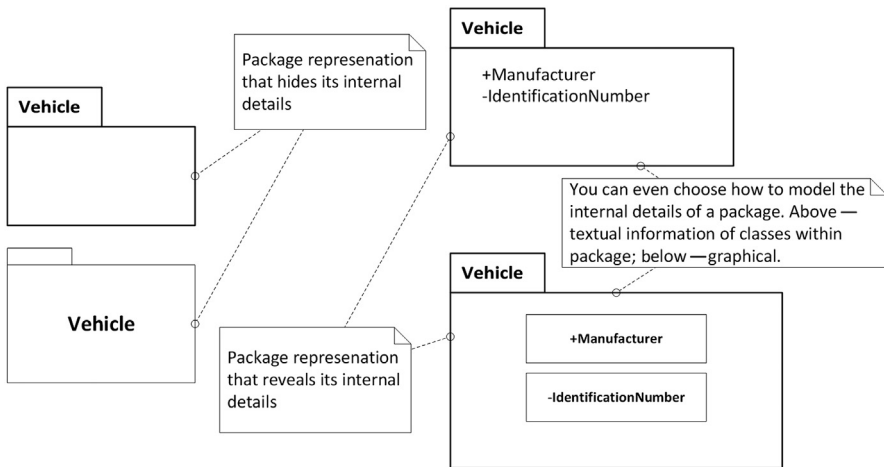 Vehicle
Vehicle
Package represenation
that hides its internal
details
Vehicle
+Manufacturer
-IdentificationNumber
You can even choose how to model the
internal details of a package. Above —
textual information of classes within
package; below —graphical.
Package represenation
that reveals its internal
details
Vehicle
+Manufacturer
-IdentificationNumber